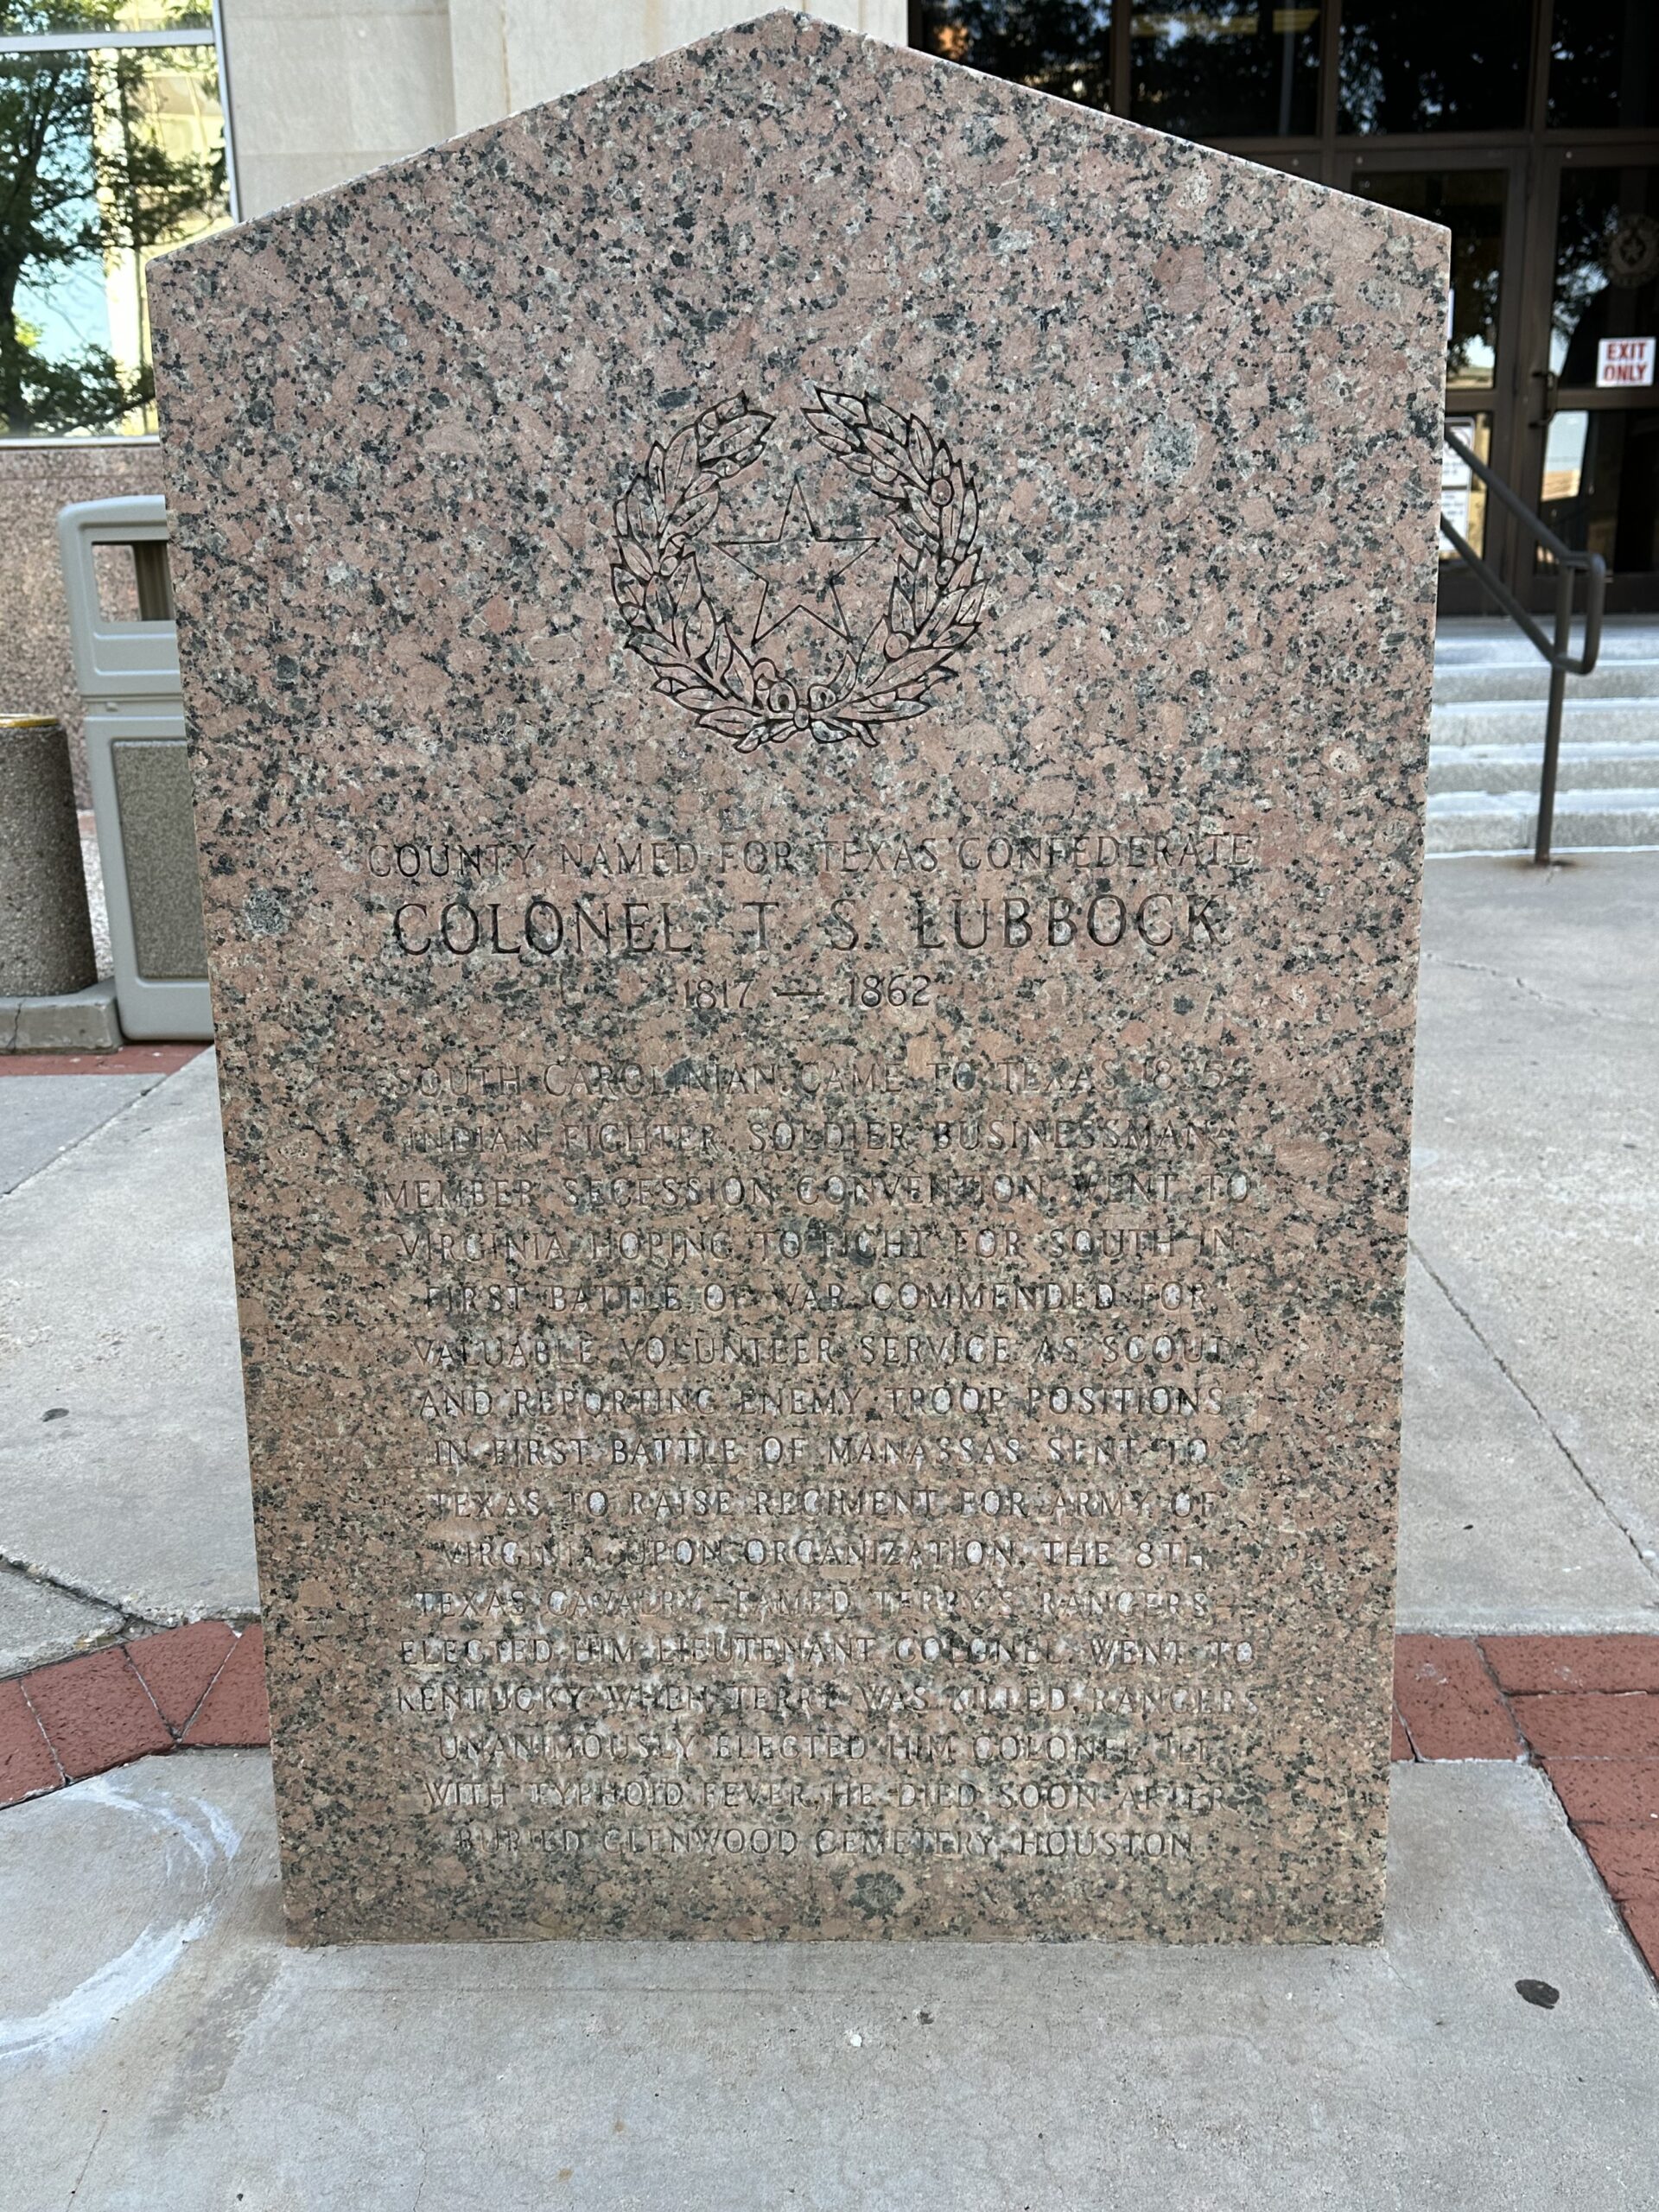 COUNTY NAMED FOR TEXAS CONFEDERATE
COLONEL T. S. LUBBOCK
1817 — 1862
SOUTH CAROLINIAN. CAME TO TEXAS 1835.
INDIAN FIGHTER, SOLDIER, BUSINESSMAN.
MEMBER SECESSION CONVENTION. WENT TO
VIRGINIA HOPING TO FIGHT FOR SOUTH IN
FIRST BATTLE OF WAR. COMMENDED FOR
VALUABLE VOLUNTEER SERVICE AS SCOUT
AND REPORTING ENEMY TROOP POSITIONS
IN FIRST BATTLE OF MANASSAS. SENT TO
TEXAS TO RAISE REGIMENT FOR ARMY OF
VIRGINIA. UPON ORGANIZATION, THE 8TH
TEXAS CAVALRY—FAMED TERRY'S RANGERS—
ELECTED HIM LIEUTENANT COLONEL. WENT TO
KENTUCKY. WHEN TERRY WAS KILLED, RANGERS
UNANIMOUSLY ELECTED HIM COLONEL. ILL
WITH TYPHOID FEVER, HE DIED SOON AFTER.
BURIED GLENWOOD CEMETERY, HOUSTON
EXIT
ONLY